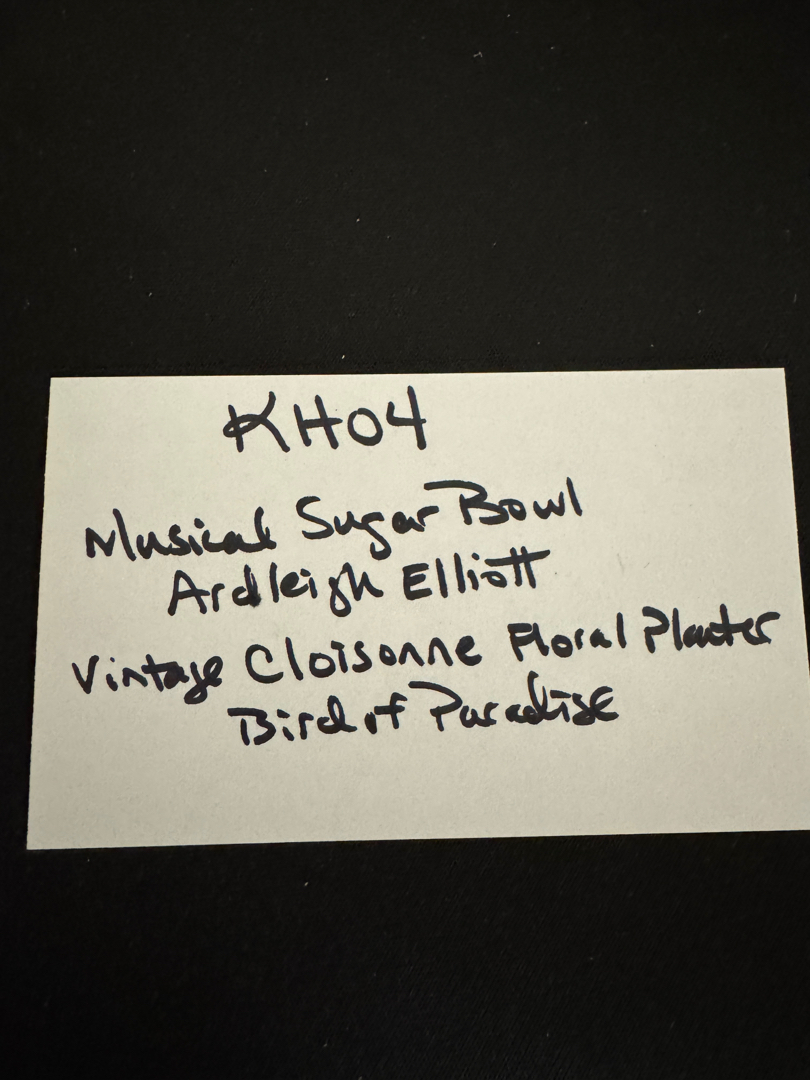 KH04
Musical Sugar Bowl
Ardleigh Elliott
Vintage Cloisonne Floral Planter
Bird of Paradise